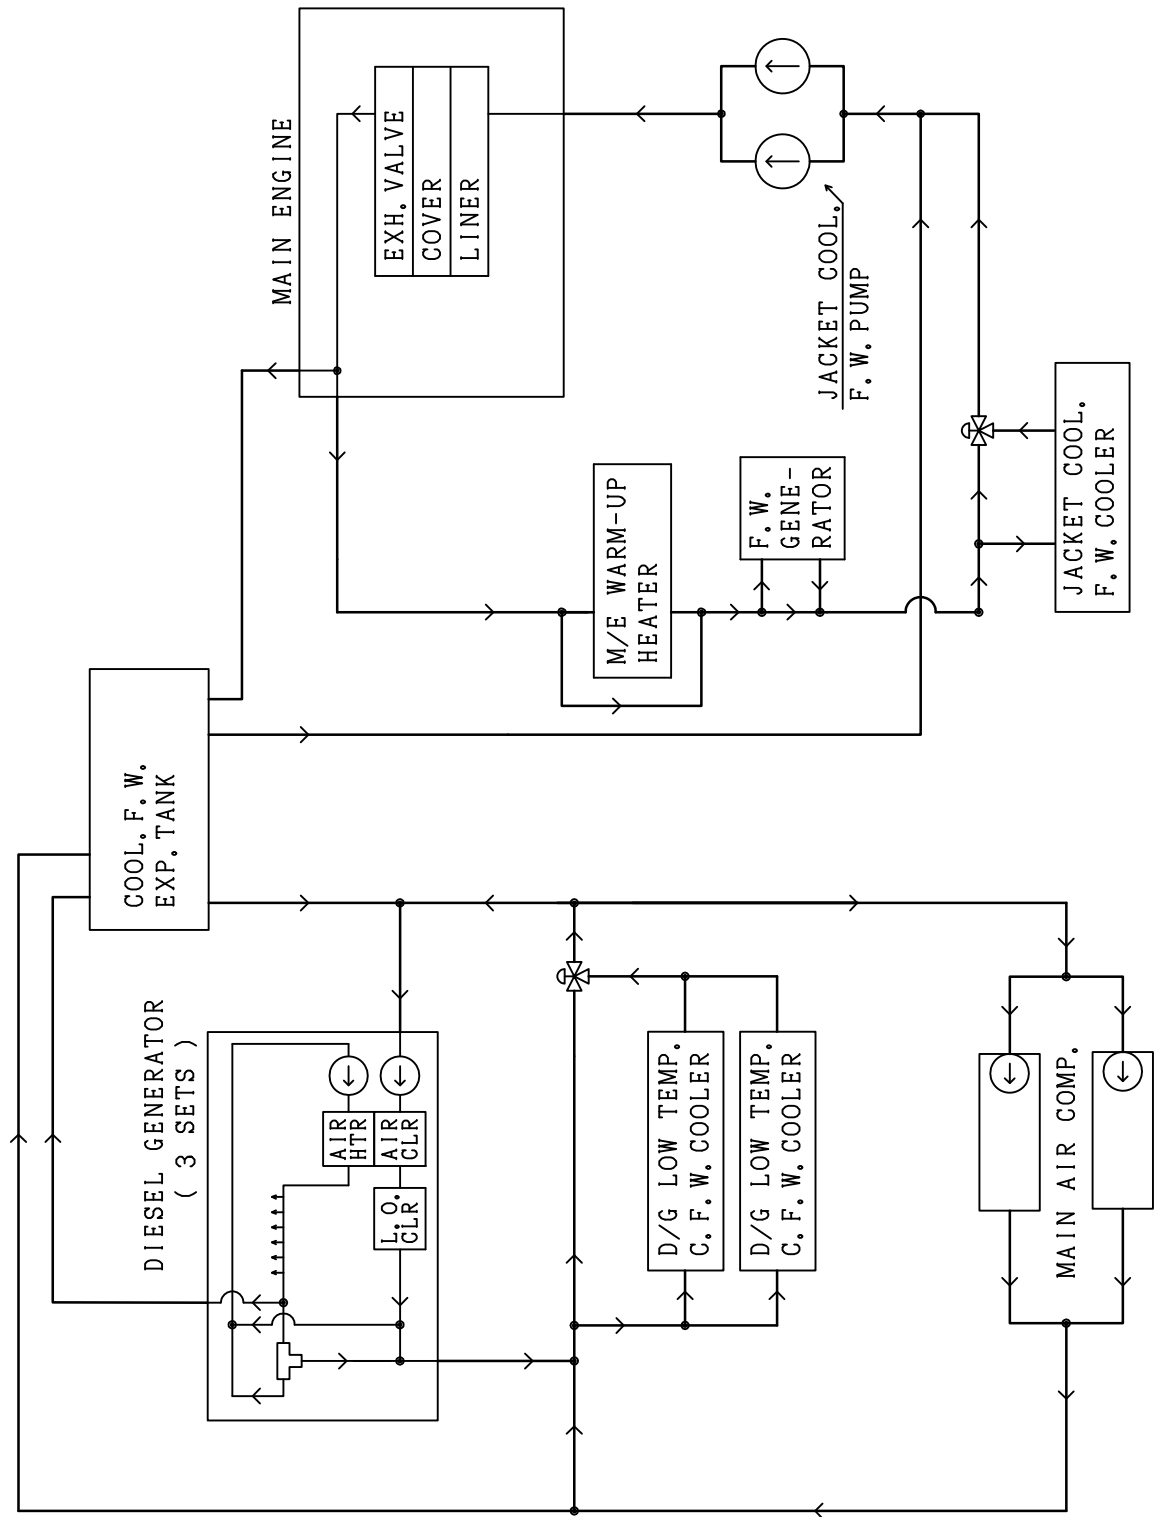 MAIN ENGINE
EXH. VALVE
COVER
LINER
JACKET COOL.
F. W. PUMP
M/E WARM-UP
HEATER
F. W.
GENE-
RATOR
JACKET COOL.
F. W. COOLER
COOL. F. W.
EXP. TANK
DIESEL GENERATOR
( 3 SETS )
AIR
HTR
AIR
CLR
L. O.
CLR
D/G LOW TEMP.
C. F. W. COOLER
D/G LOW TEMP.
C. F. W. COOLER
MAIN AIR COMP.